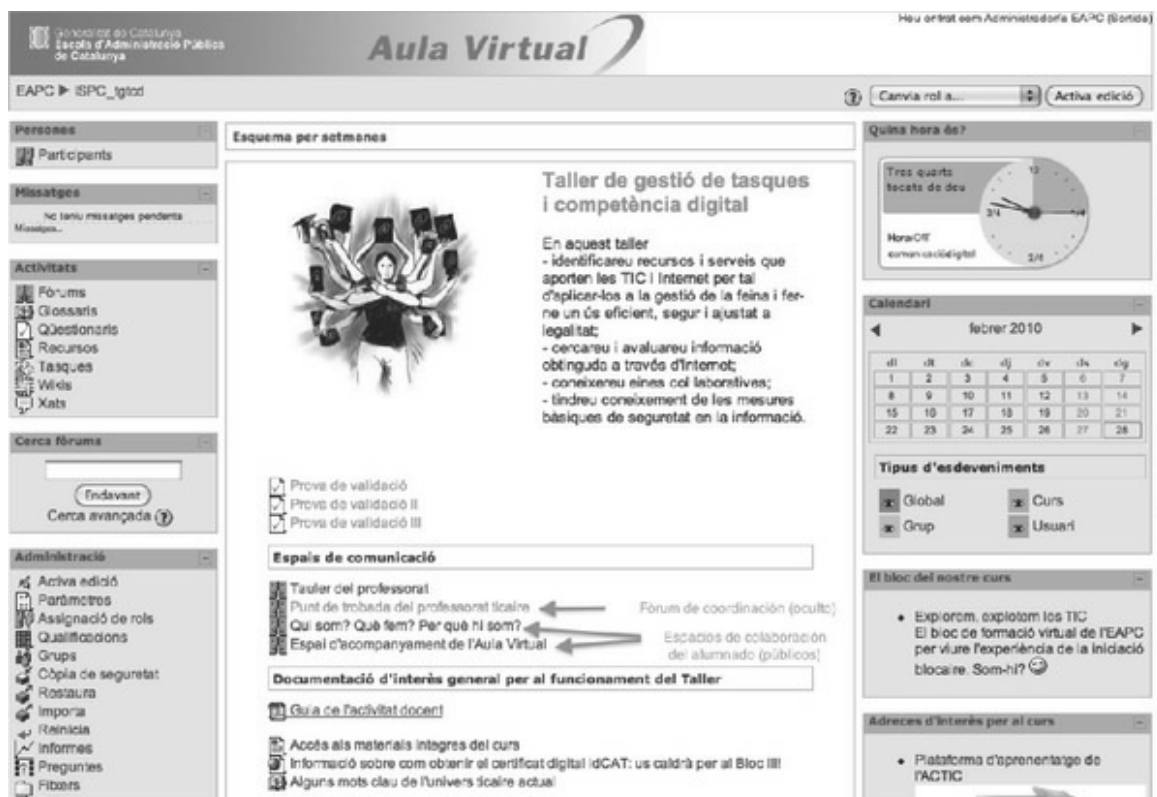 Generalitat de Catalunya
Escola d'Administració Pública
de Catalunya
Aula Virtual
Heu entrat com Administrador/a EAPC (Sortida)
EAPC ► ISPC_tgtcd
Canvia rol a...
Activa edició
Persones
Participants
Missatges
No teniu missatges pendents
Missatges...
Activitats
Fòrums
Glossaris
Qüestionaris
Recursos
Tasques
Wikis
Xats
Cerca fòrums
Endavant
Cerca avançada
Administració
Activa edició
Paràmetres
Assignació de rols
Qualificacions
Grups
Còpia de seguretat
Restaura
Importa
Reinicia
Informes
Preguntes
Fitxers
Esquema per setmanes
Taller de gestió de tasques
i competència digital
En aquest taller
- identificareu recursos i serveis que
aporten les TIC i Internet per tal
d'aplicar-los a la gestió de la feina i fer-
ne un ús eficient, segur i ajustat a
legalitat;
- cercareu i avaluareu informació
obtinguda a través d'Internet;
- coneixereu eines col laboratives;
- tindreu coneixement de les mesures
bàsiques de seguretat en la informació.
Prova de validació
Prova de validació II
Prova de validació III
Espais de comunicació
Tauler del professorat
Punt de trobada del professorat ticaire
Fórum de coordinación (oculto)
Qui som? Què fem? Per què hi som?
Espai d'acompanyament de l'Aula Virtual
Espacios de colaboración
del alumnado (públicos)
Documentació d'interès general per al funcionament del Taller
Guia de l'activitat docent
Accés als materials íntegres del curs
Informació sobre com obtenir el certificat digital idCAT: us caldrà per al Bloc III!
Alguns mots clau de l'univers ticaire actual
Quina hora és?
Tres quarts
tocats de deu
12
1/4
2/4
3/4
comunicaciódigital
Calendari
◄ febrer 2010 ►
dl dt dc dj dv ds dg
1 2 3 4 5 6 7
8 9 10 11 12 13 14
15 16 17 18 19 20 21
22 23 24 25 26 27 28
Tipus d'esdeveniments
Global
Curs
Grup
Usuari
El bloc del nostre curs
• Explorem, explotem les TIC
El bloc de formació virtual de l'EAPC
per viure l'experiència de la iniciació
blocaire. Som-hi?
Adreces d'interès per al curs
• Plataforma d'aprenentatge de
l'ACTIC